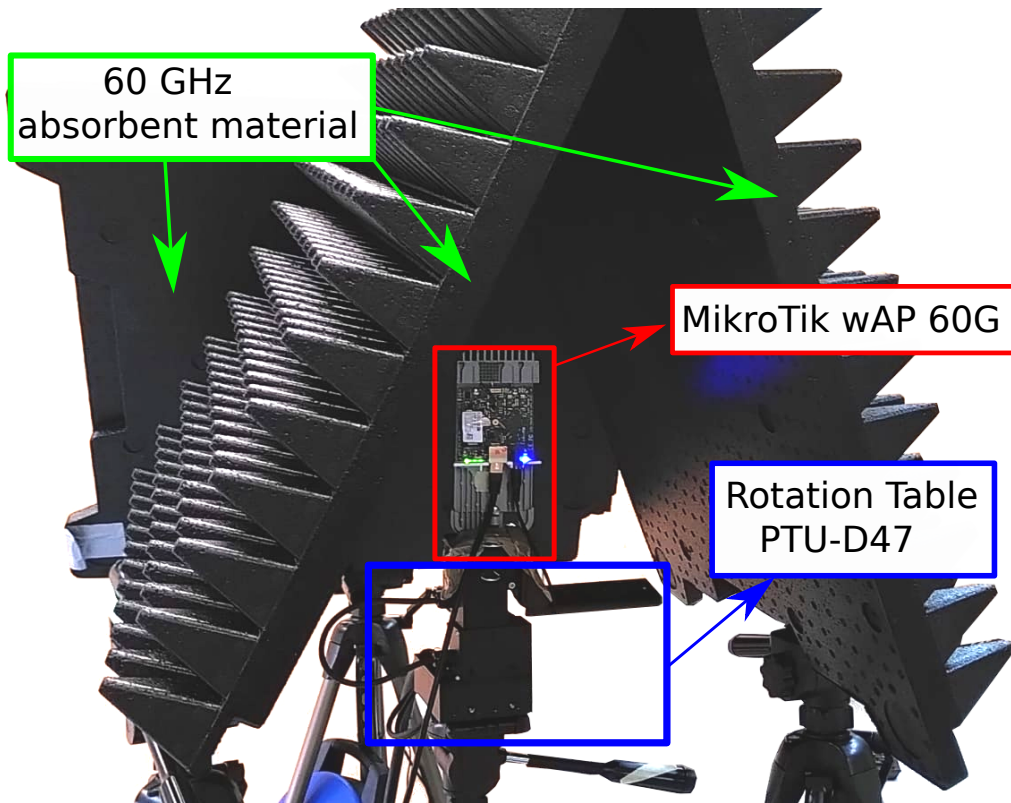 60 GHz
absorbent material
MikroTik wAP 60G
Rotation Table
PTU-D47